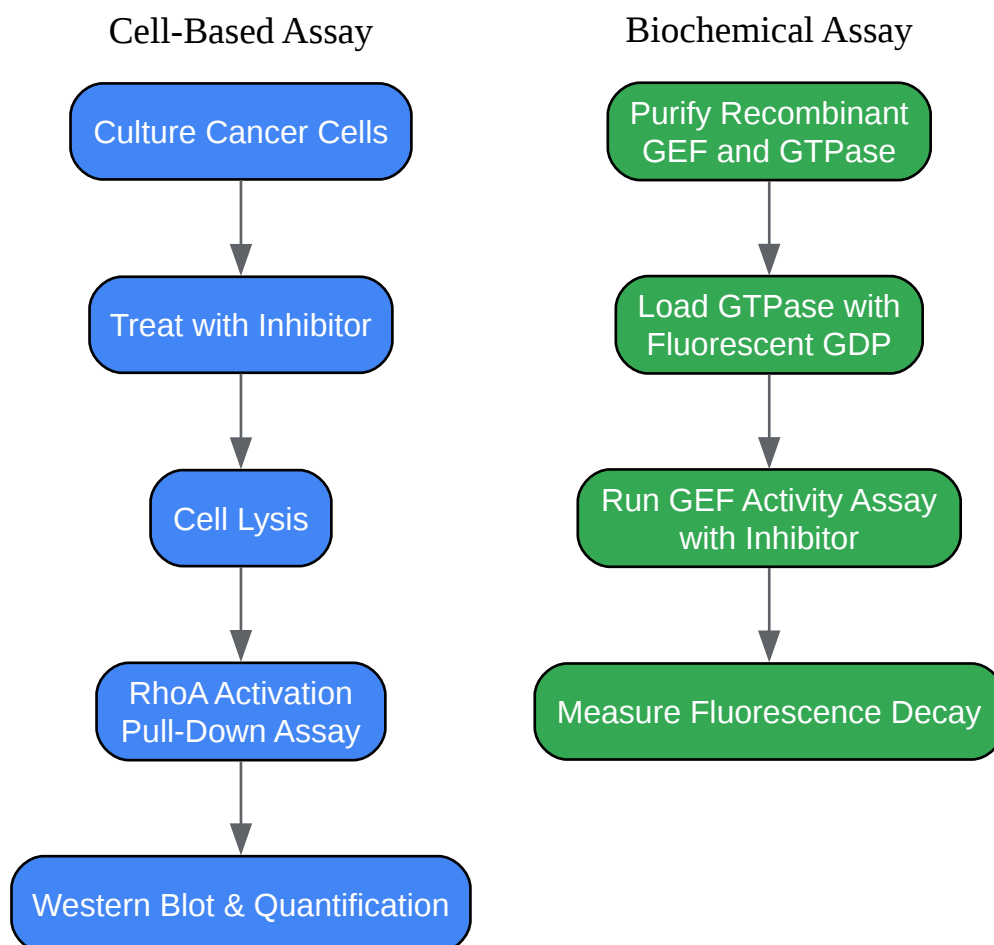 Cell-Based Assay
Culture Cancer Cells
Treat with Inhibitor
Cell Lysis
RhoA Activation
Pull-Down Assay
Western Blot & Quantification
Biochemical Assay
Purify Recombinant
GEF and GTPase
Load GTPase with
Fluorescent GDP
Run GEF Activity Assay
with Inhibitor
Measure Fluorescence Decay